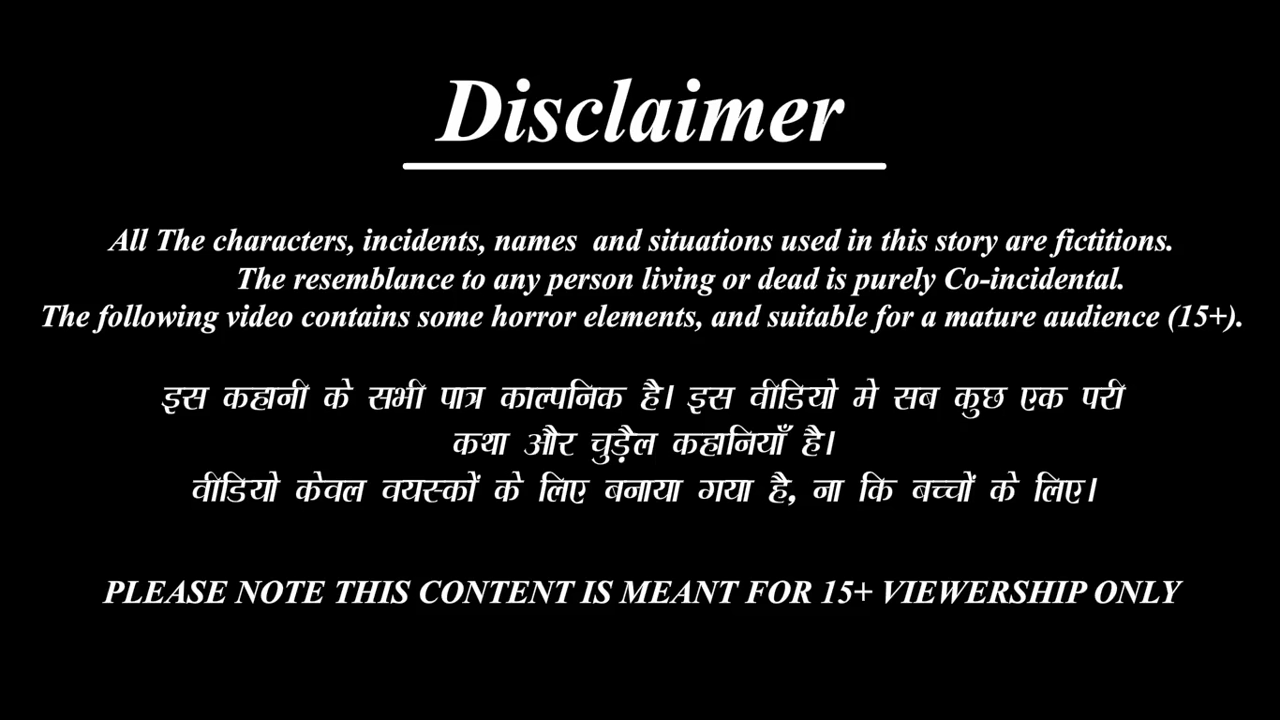 Disclaimer
All The characters, incidents, names and situations used in this story are fictitions.
The resemblance to any person living or dead is purely Co-incidental.
The following video contains some horror elements, and suitable for a mature audience (15+).
इस कहानी के सभी पात्र काल्पनिक है। इस वीडियो मे सब कुछ एक परी
कथा और चुड़ैल कहानियाँ है।
वीडियो केवल वयस्कों के लिए बनाया गया है, ना कि बच्चों के लिए।
PLEASE NOTE THIS CONTENT IS MEANT FOR 15+ VIEWERSHIP ONLY